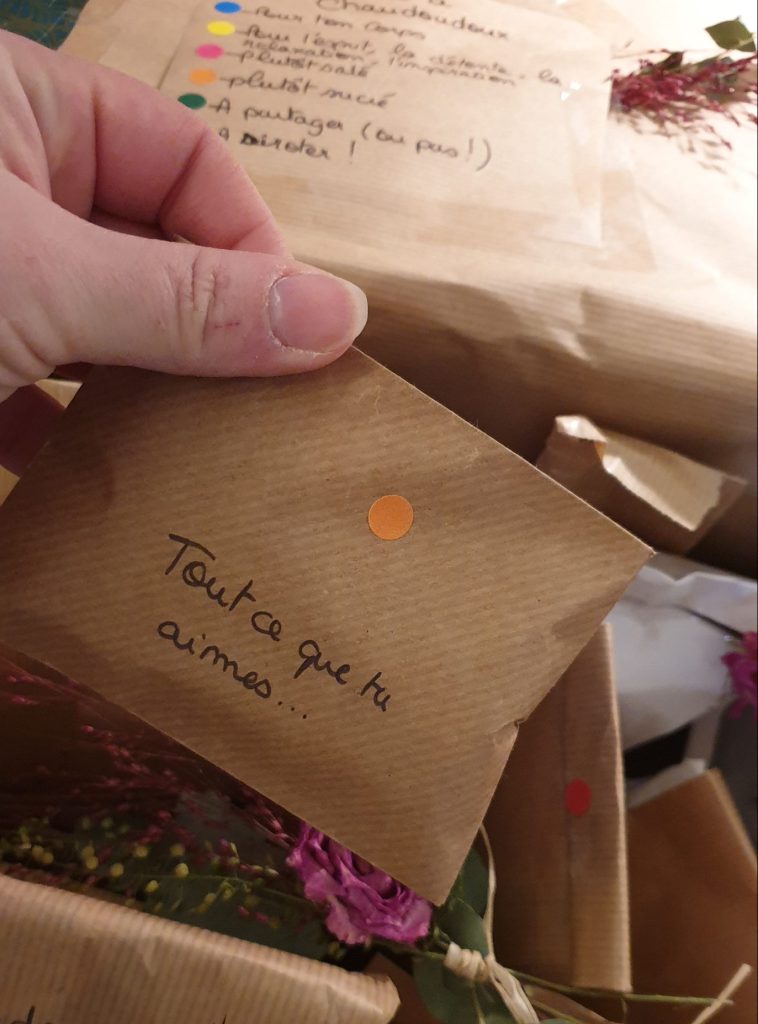 Chaudoudoux
Pour ton corps
Pour l'esprit, la détente, la
relaxation, l'inspiration
plutôt salé
plutôt sucré
A partager (ou pas!)
A siroter !
Tout ce que tu
aimes...